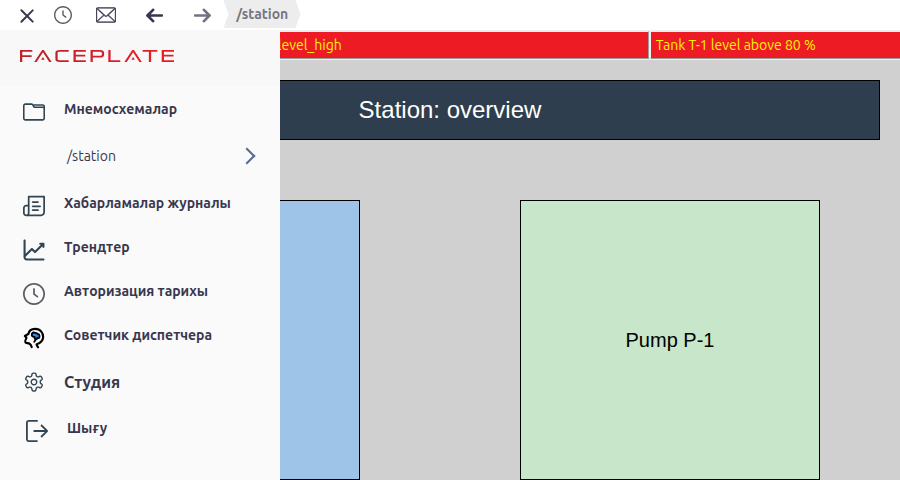 /station
FACEPLATE
level_high
Tank T-1 level above 80 %
Мнемосхемалар
Station: overview
/station
Хабарламалар журналы
Трендтер
Авторизация тарихы
Советчик диспетчера
Pump P-1
Студия
Шығу